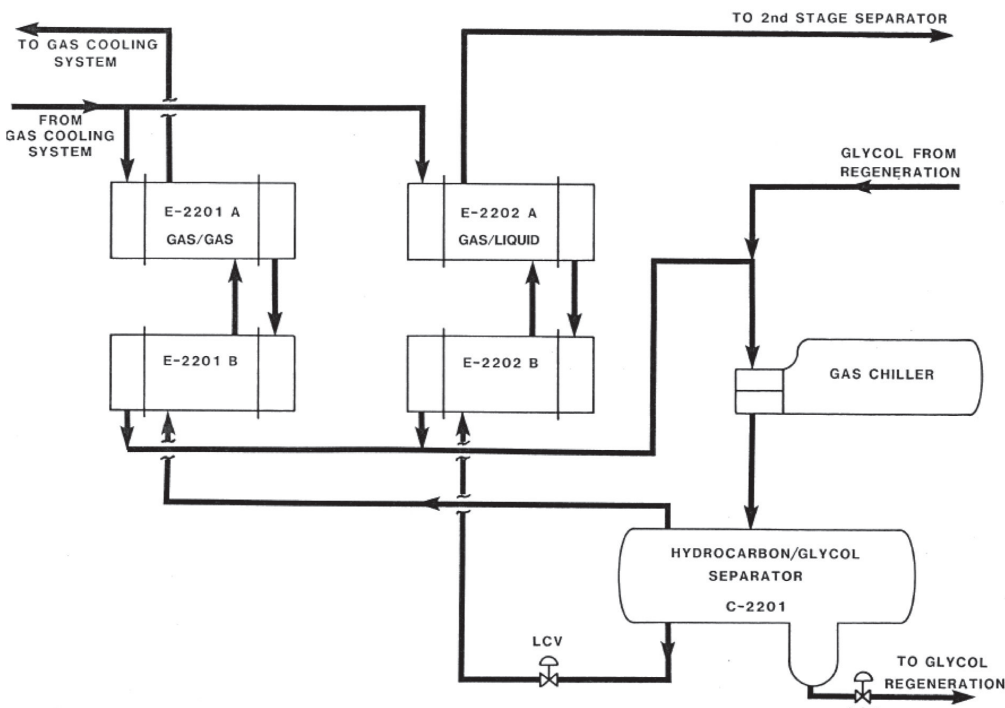 TO 2nd STAGE SEPARATOR
TO GAS COOLING
SYSTEM
FROM
GAS COOLING
SYSTEM
GLYCOL FROM
REGENERATION
E-2201 A
GAS/GAS
E-2202 A
GAS/LIQUID
E-2201 B
E-2202 B
GAS CHILLER
HYDROCARBON/GLYCOL
SEPARATOR
C-2201
LCV
TO GLYCOL
REGENERATION